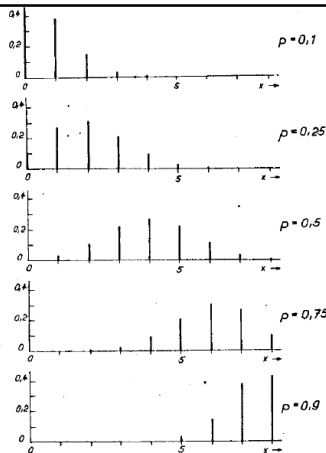 0,4
p = 0,1
0,2
0
0 5 x →
0,4
p = 0,25
0,2
0
0 5 x →
0,4
p = 0,5
0,2
0
0 5 x →
0,4
p = 0,75
0,2
0
0 5 x →
0,4
p = 0,9
0,2
0
0 5 x →